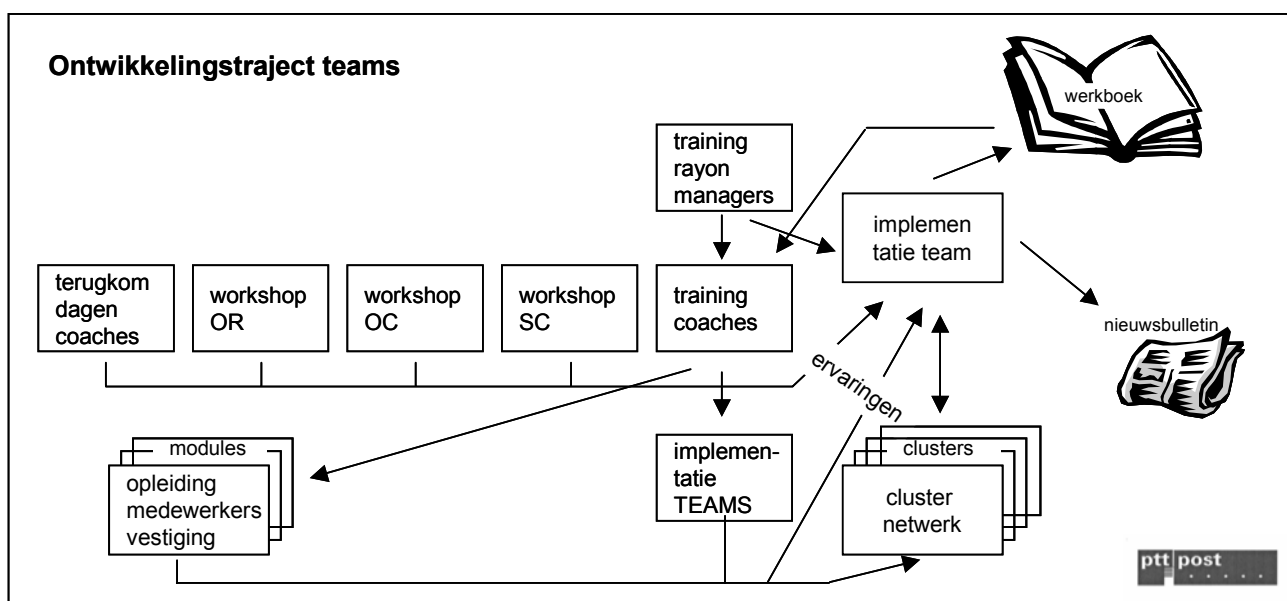 Ontwikkelingstraject teams
werkboek
training
rayon
managers
implemen
tatie team
terugkom
dagen
coaches
workshop
OR
workshop
OC
workshop
SC
training
coaches
nieuwsbulletin
ervaringen
modules
opleiding
medewerkers
vestiging
implemen-
tatie
TEAMS
clusters
cluster
netwerk
ptt post